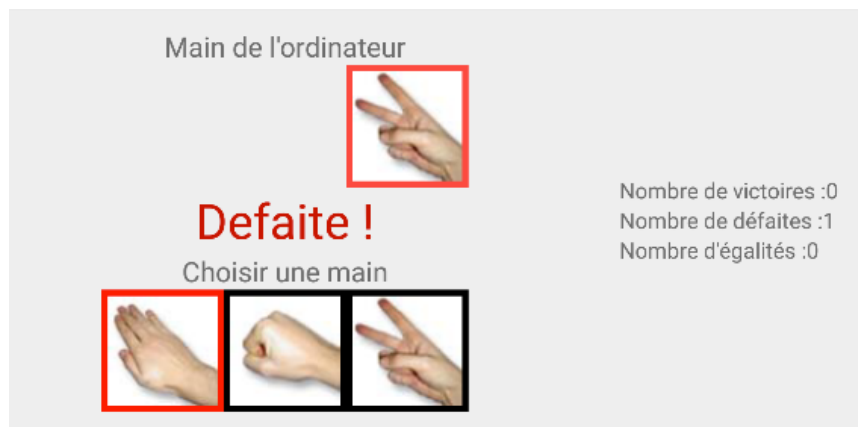 Main de l'ordinateur
Defaite !
Choisir une main
Nombre de victoires :0
Nombre de défaites :1
Nombre d'égalités :0